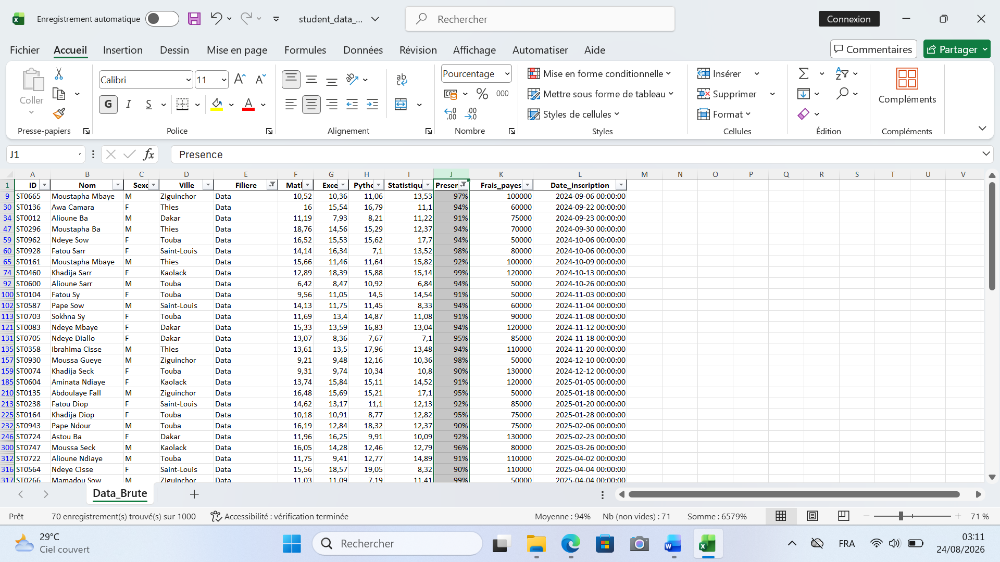 Enregistrement automatique student_data_... Rechercher Connexion
Fichier Accueil Insertion Dessin Mise en page Formules Données Révision Affichage Automatiser Aide Commentaires Partager
Coller Calibri 11 Pourcentage Mise en forme conditionnelle Insérer Compléments
G I S % 000 Mettre sous forme de tableau Supprimer
Styles de cellules Format
Presse-papiers Police Alignement Nombre Styles Cellules Édition Compléments
J1 fx Presence
A B C D E F G H I J K L M N O P Q R S T U V
1 ID Nom Sexe Ville Filiere Math Exce Pytho Statistiqu Preser Frais_payes Date_inscription
9 ST0665 Moustapha Mbaye M Ziguinchor Data 10,52 10,36 11,06 13,53 97% 100000 2024-09-06 00:00:00
30 ST0136 Awa Camara F Thies Data 16 15,54 16,79 11,1 94% 60000 2024-09-22 00:00:00
34 ST0012 Alioune Ba M Dakar Data 11,19 7,93 8,21 11,22 91% 75000 2024-09-23 00:00:00
47 ST0296 Moustapha Ba M Thies Data 18,76 14,56 15,29 12,37 94% 70000 2024-09-30 00:00:00
59 ST0962 Ndeye Sow F Touba Data 16,52 15,53 15,62 17,7 94% 50000 2024-10-06 00:00:00
60 ST0928 Fatou Sarr F Saint-Louis Data 14,14 16,34 7,1 13,52 98% 80000 2024-10-06 00:00:00
65 ST0161 Moustapha Mbaye M Thies Data 15,66 11,46 11,64 15,82 92% 100000 2024-10-09 00:00:00
74 ST0460 Khadija Sarr F Kaolack Data 12,89 18,39 15,88 15,14 99% 120000 2024-10-13 00:00:00
92 ST0600 Alioune Sarr M Touba Data 6,42 8,47 10,92 6,84 94% 50000 2024-10-26 00:00:00
100 ST0104 Fatou Sy F Touba Data 9,56 11,05 14,5 14,54 91% 50000 2024-11-03 00:00:00
102 ST0587 Pape Sow M Saint-Louis Data 14,13 11,75 11,45 8,33 94% 60000 2024-11-04 00:00:00
113 ST0703 Sokhna Sy F Touba Data 11,69 13,4 14,87 11,08 91% 90000 2024-11-08 00:00:00
121 ST0083 Ndeye Mbaye F Dakar Data 15,33 13,59 16,83 13,04 94% 120000 2024-11-12 00:00:00
131 ST0705 Ndeye Diallo F Dakar Data 13,07 8,36 7,67 7,1 95% 85000 2024-11-18 00:00:00
135 ST0358 Ibrahima Cisse M Thies Data 13,61 13,5 17,96 13,48 94% 110000 2024-11-20 00:00:00
157 ST0930 Moussa Gueye M Ziguinchor Data 9,21 9,48 12,16 10,36 98% 50000 2024-12-10 00:00:00
159 ST0074 Khadija Seck F Touba Data 9,31 9,74 10,34 10,8 90% 130000 2024-12-12 00:00:00
185 ST0604 Aminata Ndiaye F Kaolack Data 13,74 15,84 15,11 14,52 91% 120000 2025-01-05 00:00:00
210 ST0135 Abdoulaye Fall M Ziguinchor Data 16,48 15,69 15,21 17,1 95% 50000 2025-01-18 00:00:00
213 ST0238 Fatou Diop F Saint-Louis Data 14,62 13,17 11,1 12,13 92% 85000 2025-01-20 00:00:00
225 ST0164 Khadija Diop F Touba Data 10,18 10,91 8,77 12,82 95% 75000 2025-01-28 00:00:00
232 ST0943 Pape Ndour M Touba Data 16,19 12,84 18,32 12,37 90% 75000 2025-02-06 00:00:00
246 ST0724 Astou Ba F Dakar Data 11,96 16,25 9,91 10,09 92% 130000 2025-02-23 00:00:00
300 ST0747 Moussa Seck M Kaolack Data 16,05 14,28 12,46 12,79 96% 80000 2025-03-26 00:00:00
312 ST0722 Alioune Ndiaye M Touba Data 11,75 9,41 12,77 14,89 91% 110000 2025-04-02 00:00:00
316 ST0564 Ndeye Cisse F Saint-Louis Data 15,56 18,57 19,05 8,32 90% 110000 2025-04-04 00:00:00
317 ST0266 Mamadou Sow M Ziguinchor Data 11,03 11,09 7,19 11,41 99% 50000 2025-04-04 00:00:00
Data_Brute
Prêt 70 enregistrement(s) trouvé(s) sur 1000 Accessibilité : vérification terminée Moyenne : 94% Nb (non vides) : 71 Somme : 6579% 71 %
29°C
Ciel couvert
Rechercher
FRA
03:11
24/08/2026